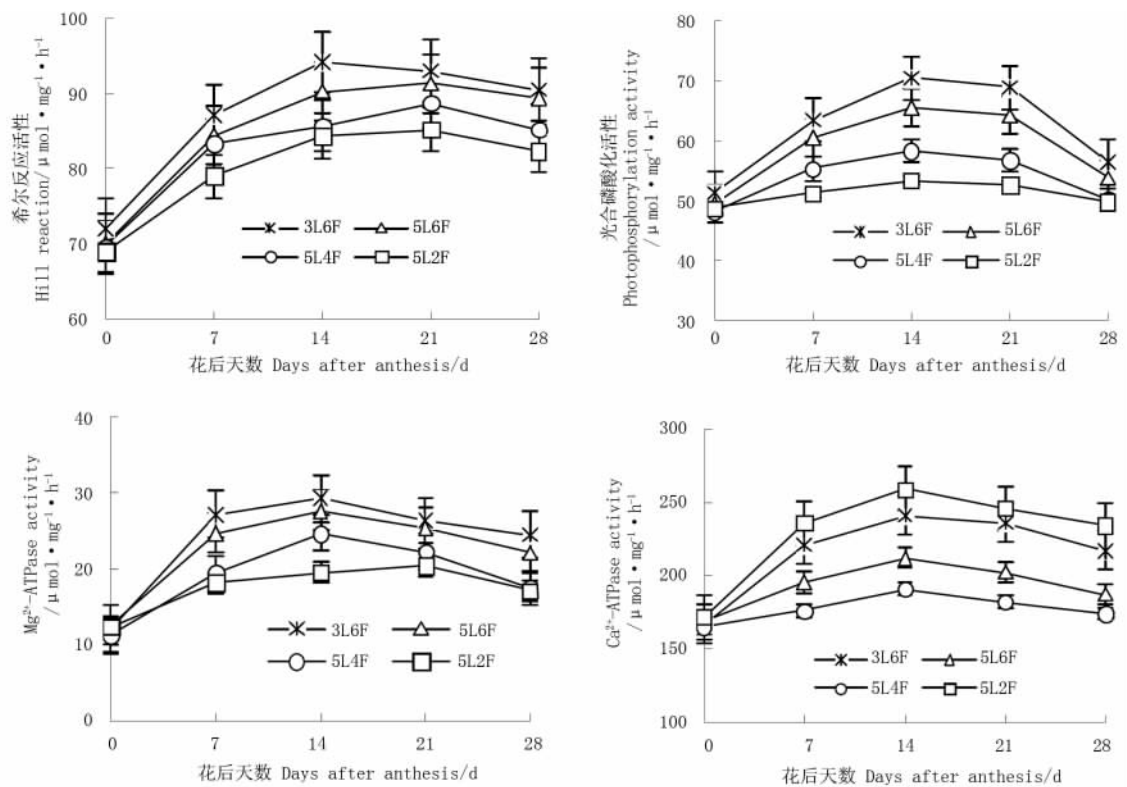 希尔反应活性
Hill reaction/μmol•mg⁻¹•h⁻¹
100
90
80
70
60
3L6F
5L6F
5L4F
5L2F
0
7
14
21
28
花后天数 Days after anthesis/d
光合磷酸化活性
Photophosphorylation activity
/μmol•mg⁻¹•h⁻¹
80
70
60
50
40
30
3L6F
5L6F
5L4F
5L2F
0
7
14
21
28
花后天数 Days after anthesis/d
Mg²⁺-ATPase activity
/μmol•mg⁻¹•h⁻¹
40
30
20
10
0
3L6F
5L6F
5L4F
5L2F
0
7
14
21
28
花后天数 Days after anthesis/d
Ca²⁺-ATPase activity
/μmol•mg⁻¹•h⁻¹
300
250
200
150
100
3L6F
5L6F
5L4F
5L2F
0
7
14
21
28
花后天数 Days after anthesis/d